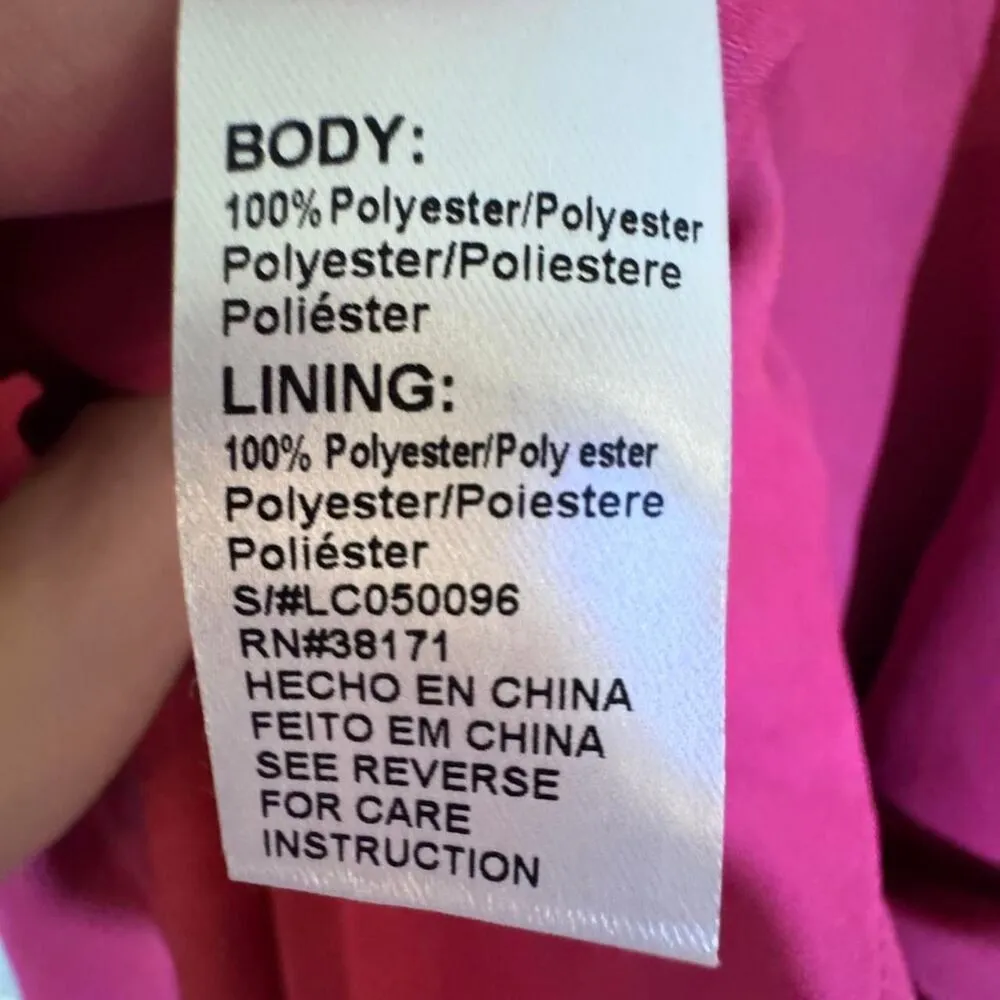 BODY:
100% Polyester/Polyester
Polyester/Poliestere
Poliéster
LINING:
100% Polyester/Poly ester
Polyester/Poiestere
Poliéster
S/#LC050096
RN#38171
HECHO EN CHINA
FEITO EM CHINA
SEE REVERSE
FOR CARE
INSTRUCTION